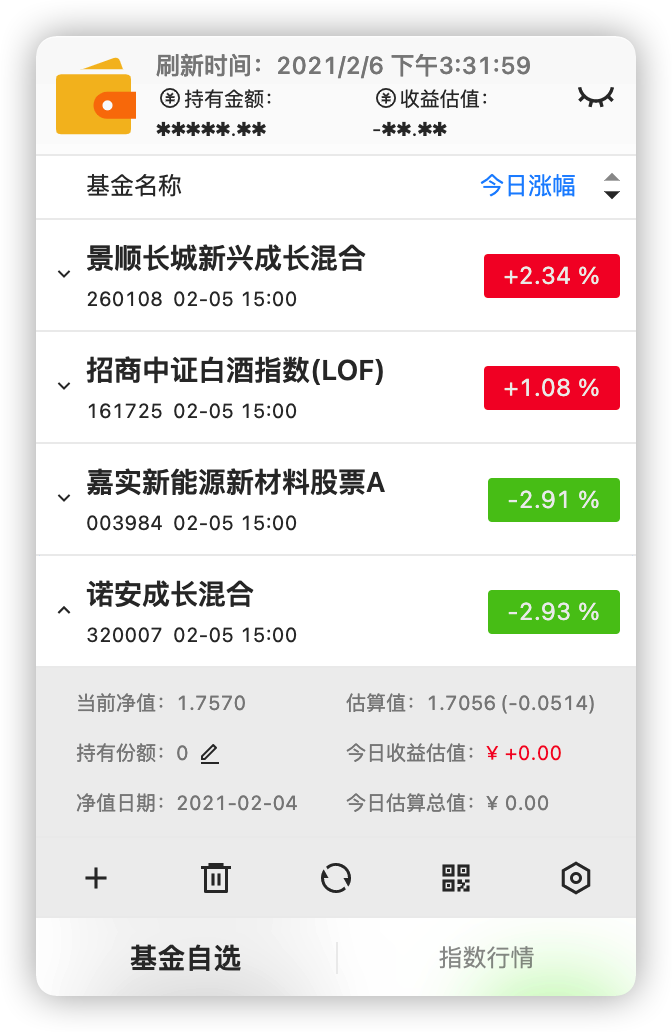 刷新时间：2021/2/6 下午3:31:59
持有金额： 收益估值：
*****.** -**.**
基金名称 今日涨幅
景顺长城新兴成长混合
+2.34 %
260108 02-05 15:00
招商中证白酒指数(LOF)
+1.08 %
161725 02-05 15:00
嘉实新能源新材料股票A
-2.91 %
003984 02-05 15:00
诺安成长混合
-2.93 %
320007 02-05 15:00
当前净值：1.7570 估算值：1.7056 (-0.0514)
持有份额：0 今日收益估值：¥ +0.00
净值日期：2021-02-04 今日估算总值：¥ 0.00
基金自选 指数行情